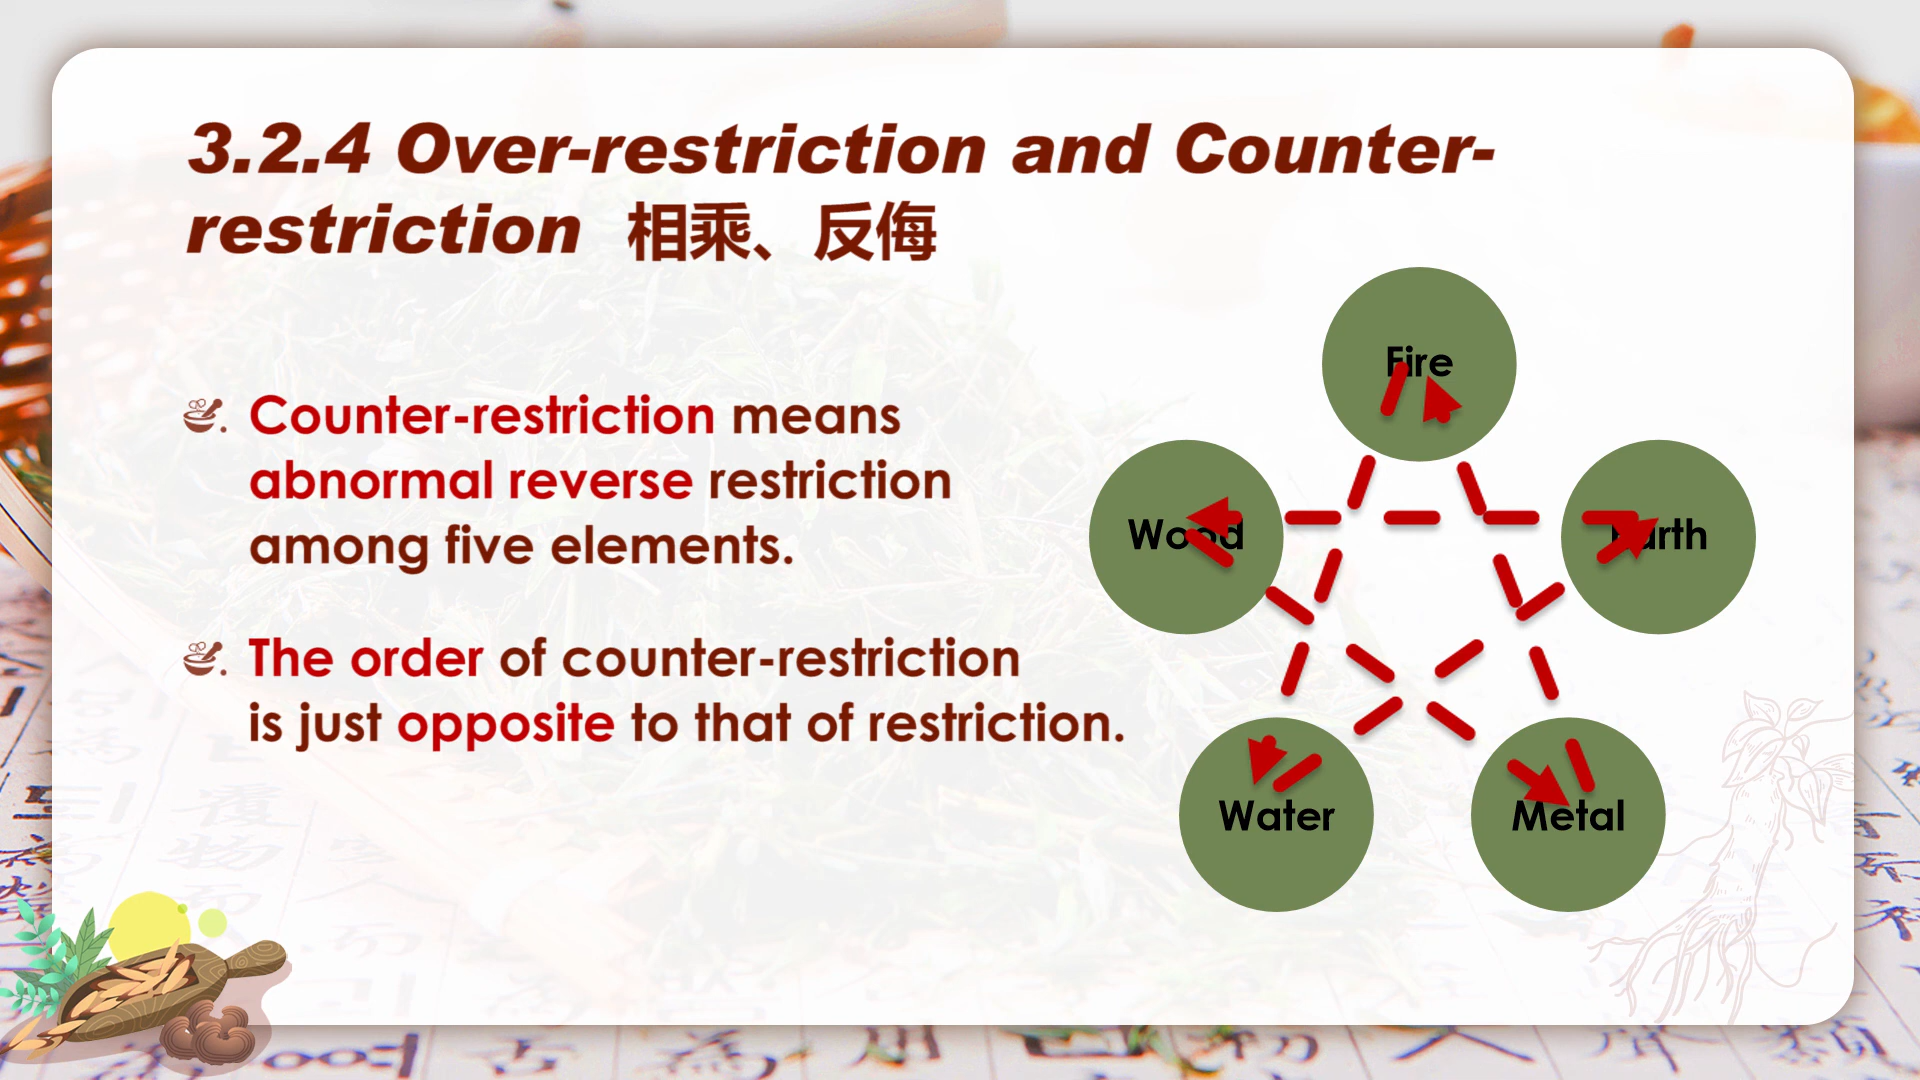 3.2.4 Over-restriction and Counter-
restriction 相乘、反侮
Counter-restriction means
abnormal reverse restriction
among five elements.
The order of counter-restriction
is just opposite to that of restriction.
Fire
Wood
Earth
Water
Metal